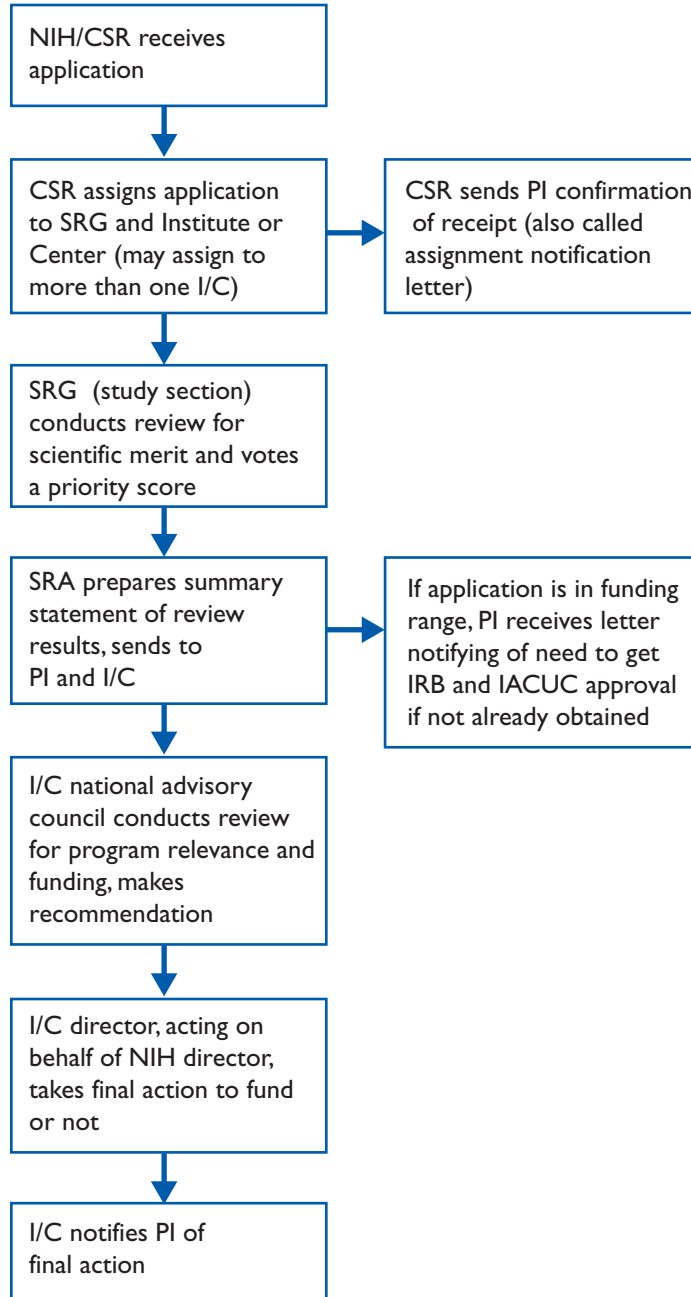 NIH/CSR receives
application
CSR assigns application
to SRG and Institute or
Center (may assign to
more than one I/C)
CSR sends PI confirmation
of receipt (also called
assignment notification
letter)
SRG (study section)
conducts review for
scientific merit and votes
a priority score
SRA prepares summary
statement of review
results, sends to
PI and I/C
If application is in funding
range, PI receives letter
notifying of need to get
IRB and IACUC approval
if not already obtained
I/C national advisory
council conducts review
for program relevance and
funding, makes
recommendation
I/C director, acting on
behalf of NIH director,
takes final action to fund
or not
I/C notifies PI of
final action